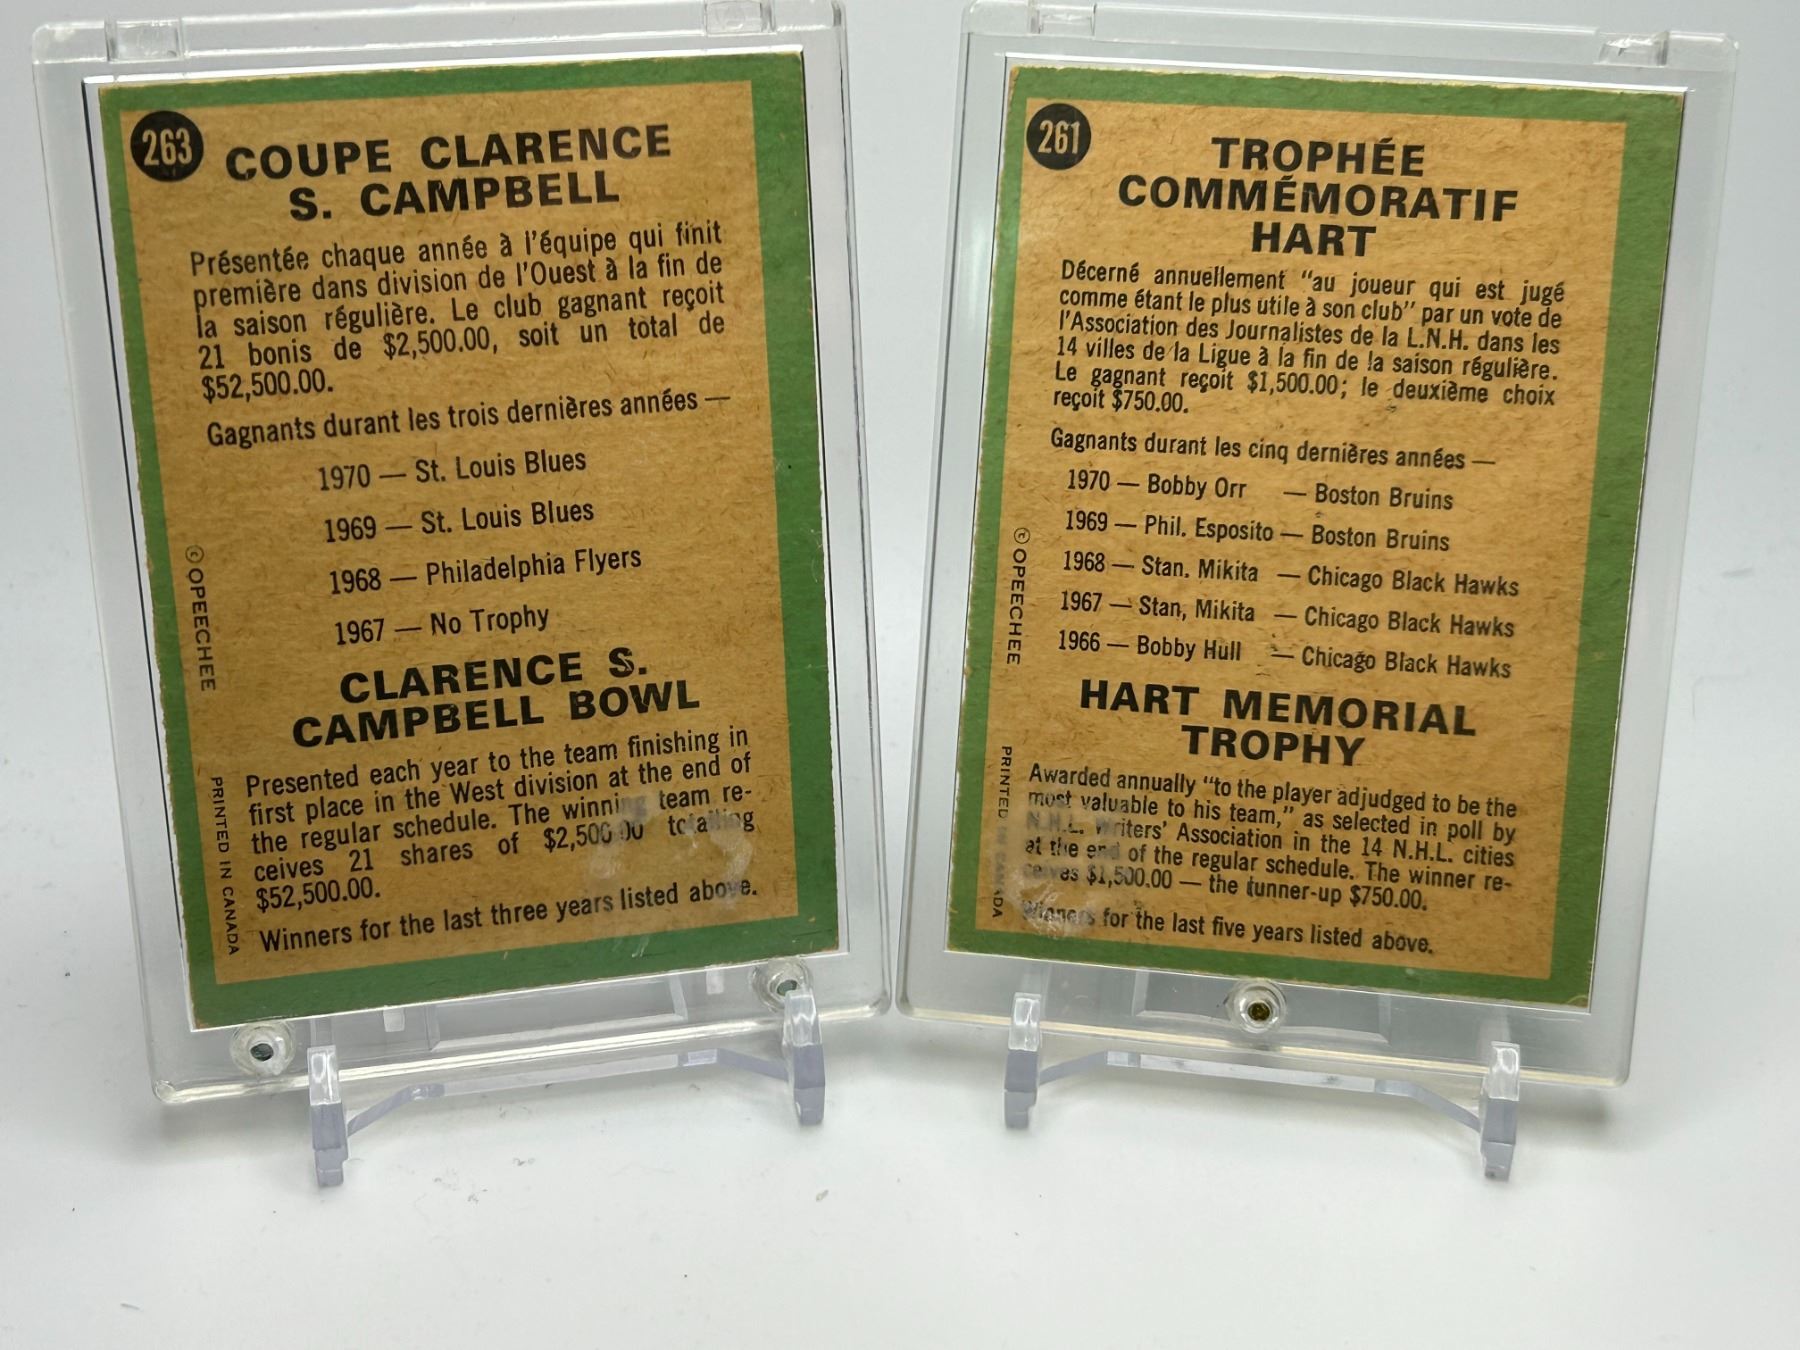 263
COUPE CLARENCE
S. CAMPBELL
Présentée chaque année à l'équipe qui finit
première dans division de l'Ouest à la fin de
la saison régulière. Le club gagnant reçoit
21 bonis de $2,500.00, soit un total de
$52,500.00.
Gagnants durant les trois dernières années —
1970 — St. Louis Blues
1969 — St. Louis Blues
1968 — Philadelphia Flyers
1967 — No Trophy
CLARENCE S.
CAMPBELL BOWL
Presented each year to the team finishing in
first place in the West division at the end of
the regular schedule. The winning team re-
ceives 21 shares of $2,500.00 totalling
$52,500.00.
Winners for the last three years listed above.
© OPEECHEE
PRINTED IN CANADA
261
TROPHÉE
COMMÉMORATIF
HART
Décerné annuellement "au joueur qui est jugé
comme étant le plus utile à son club" par un vote de
l'Association des Journalistes de la L.N.H. dans les
14 villes de la Ligue à la fin de la saison régulière.
Le gagnant reçoit $1,500.00; le deuxième choix
reçoit $750.00.
Gagnants durant les cinq dernières années —
1970 — Bobby Orr — Boston Bruins
1969 — Phil. Esposito — Boston Bruins
1968 — Stan. Mikita — Chicago Black Hawks
1967 — Stan, Mikita — Chicago Black Hawks
1966 — Bobby Hull — Chicago Black Hawks
HART MEMORIAL
TROPHY
Awarded annually "to the player adjudged to be the
most valuable to his team," as selected in poll by
N.H.L. Writers' Association in the 14 N.H.L. cities
at the end of the regular schedule. The winner re-
ceives $1,500.00 — the tunner-up $750.00.
Winners for the last five years listed above.
© OPEECHEE
PRINTED IN CANADA